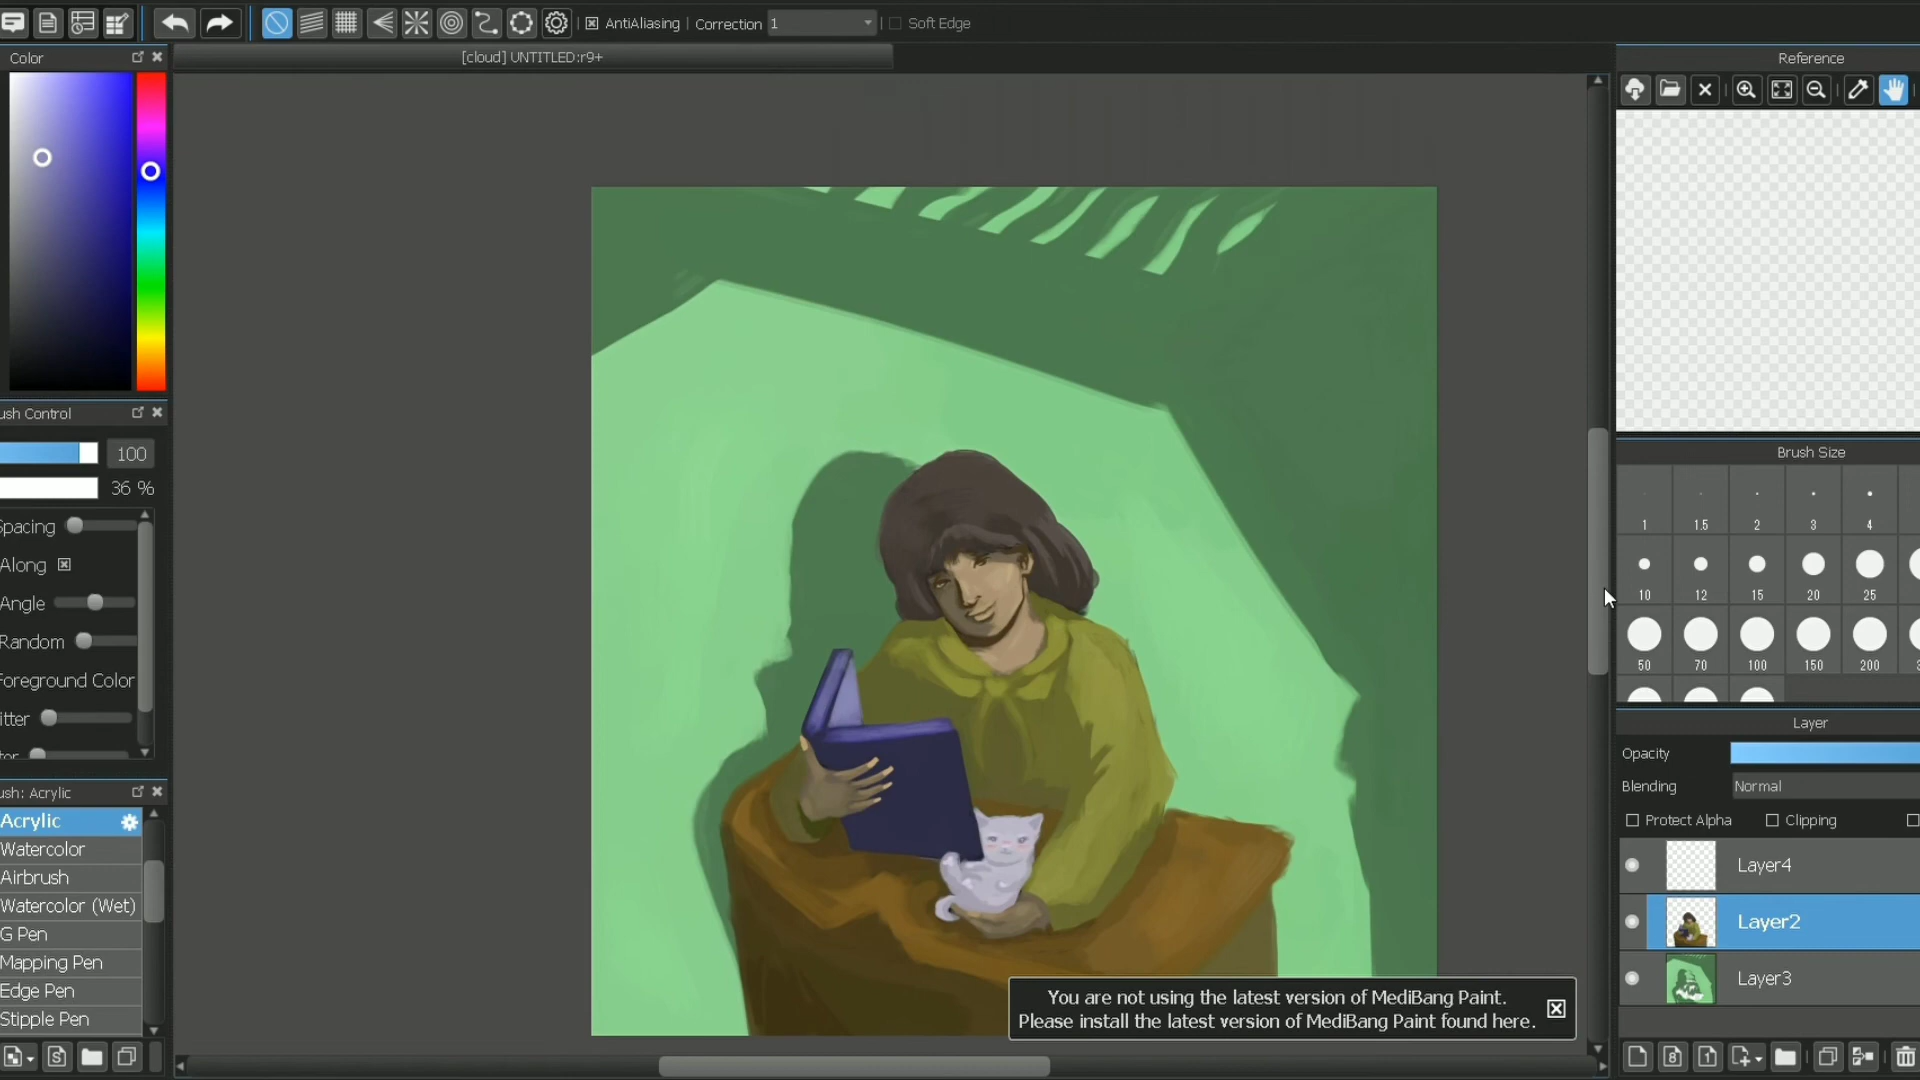 AntiAliasing
Correction 1
Soft Edge
Color
[cloud] UNTITLED:r9+
Reference
ush Control
100
36 %
Spacing
Along
Angle
Random
Foreground Color
itter
ush: Acrylic
Acrylic
Watercolor
Airbrush
Watercolor (Wet)
G Pen
Mapping Pen
Edge Pen
Stipple Pen
Brush Size
1 1.5 2 3 4
10 12 15 20 25
50 70 100 150 200
Layer
Opacity
Blending Normal
Protect Alpha Clipping
Layer4
Layer2
Layer3
You are not using the latest version of MediBang Paint.
Please install the latest version of MediBang Paint found here.